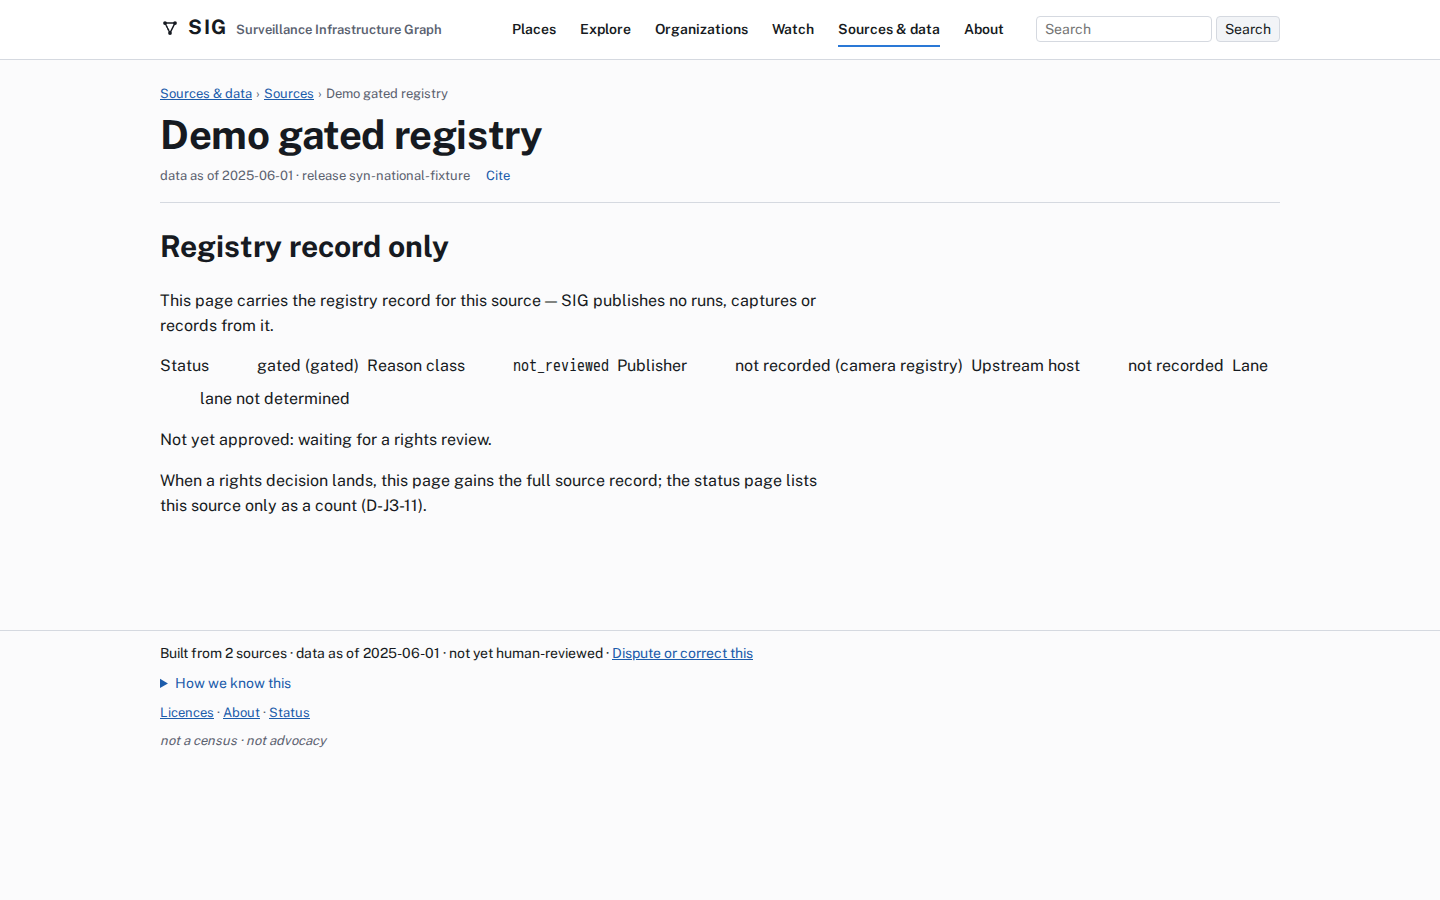 SIG Surveillance Infrastructure Graph Places Explore Organizations Watch Sources & data About Search Search
Sources & data › Sources › Demo gated registry
Demo gated registry
data as of 2025-06-01 · release syn-national-fixture Cite
Registry record only
This page carries the registry record for this source — SIG publishes no runs, captures or
records from it.
Status gated (gated) Reason class not_reviewed Publisher not recorded (camera registry) Upstream host not recorded Lane
lane not determined
Not yet approved: waiting for a rights review.
When a rights decision lands, this page gains the full source record; the status page lists
this source only as a count (D-J3-11).
Built from 2 sources · data as of 2025-06-01 · not yet human-reviewed · Dispute or correct this
How we know this
Licences · About · Status
not a census · not advocacy